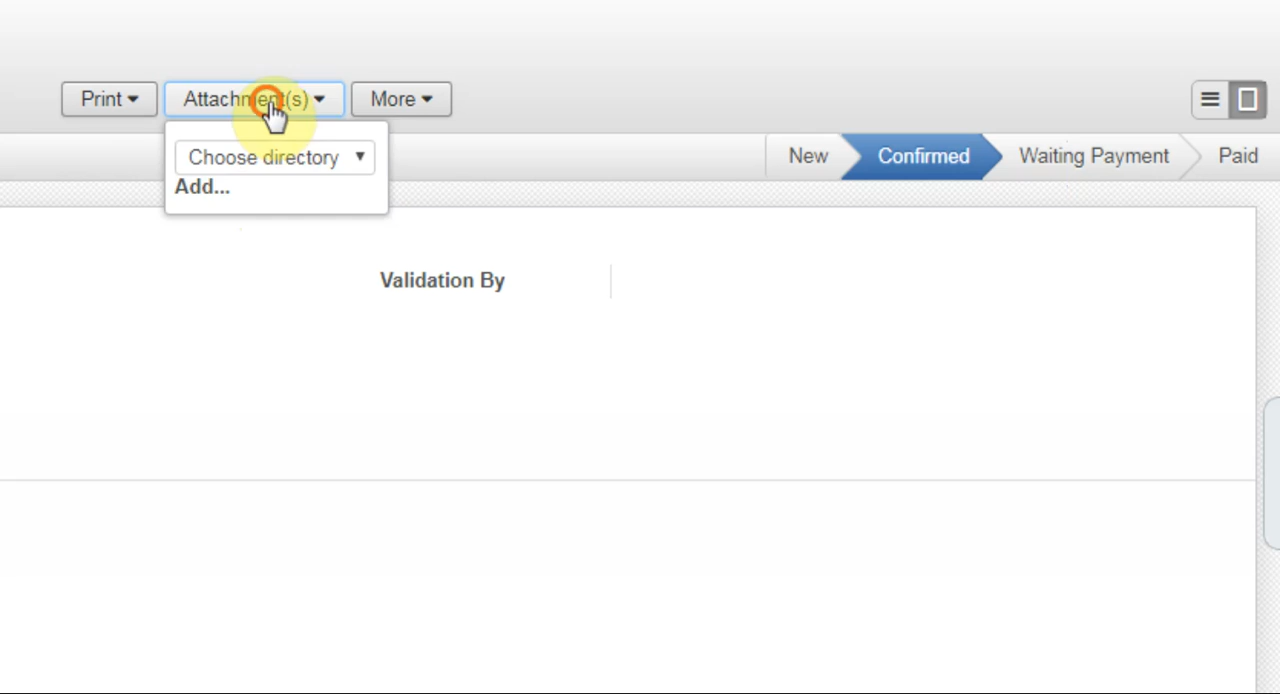 Print Attachment(s) More
Choose directory
Add...
New Confirmed Waiting Payment Paid
Validation By